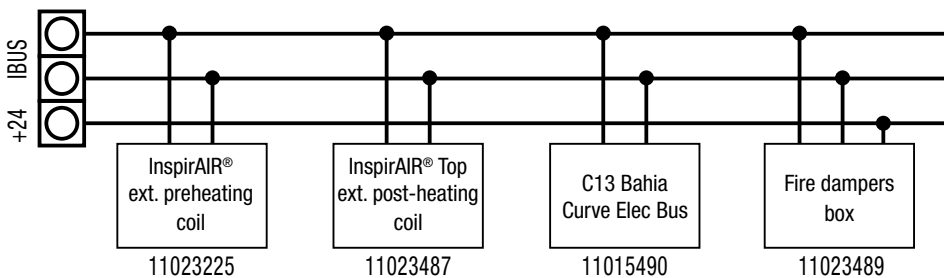 IBUS
+24
InspirAIR®
ext. preheating
coil
InspirAIR® Top
ext. post-heating
coil
C13 Bahia
Curve Elec Bus
Fire dampers
box
11023225
11023487
11015490
11023489